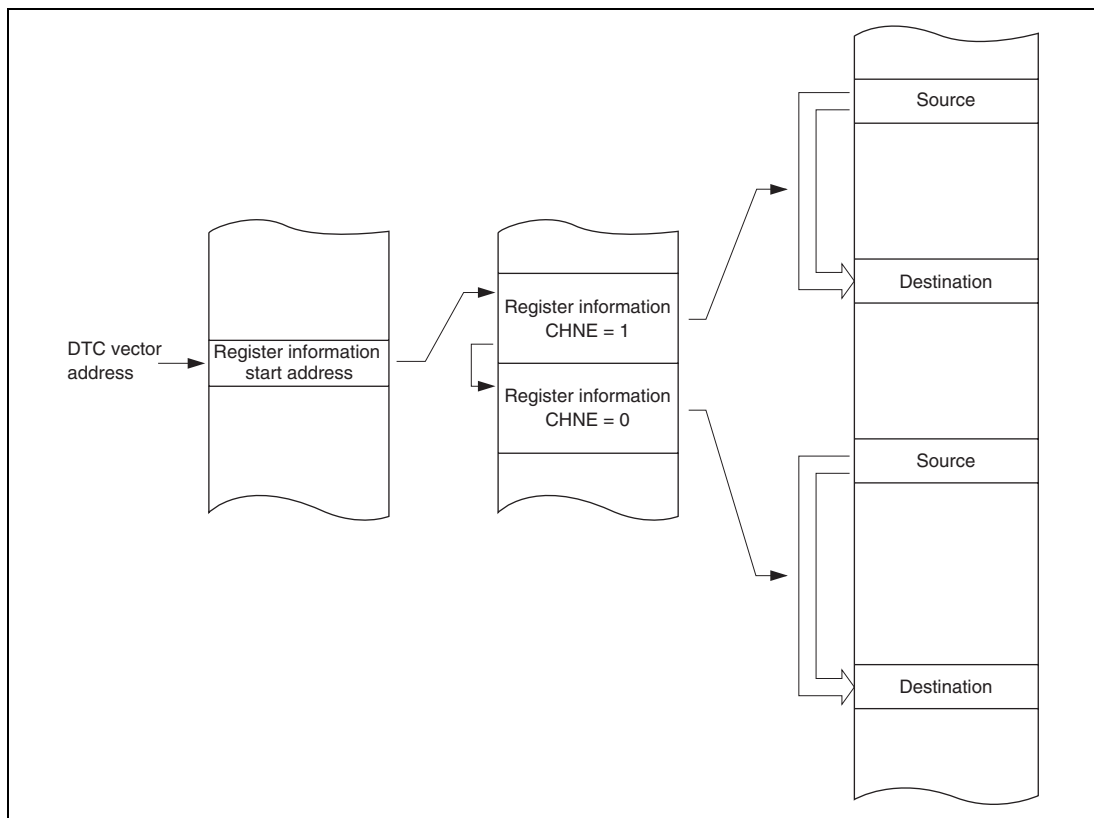 DTC vector
address
Register information
start address
Register information
CHNE = 1
Register information
CHNE = 0
Source
Destination
Source
Destination